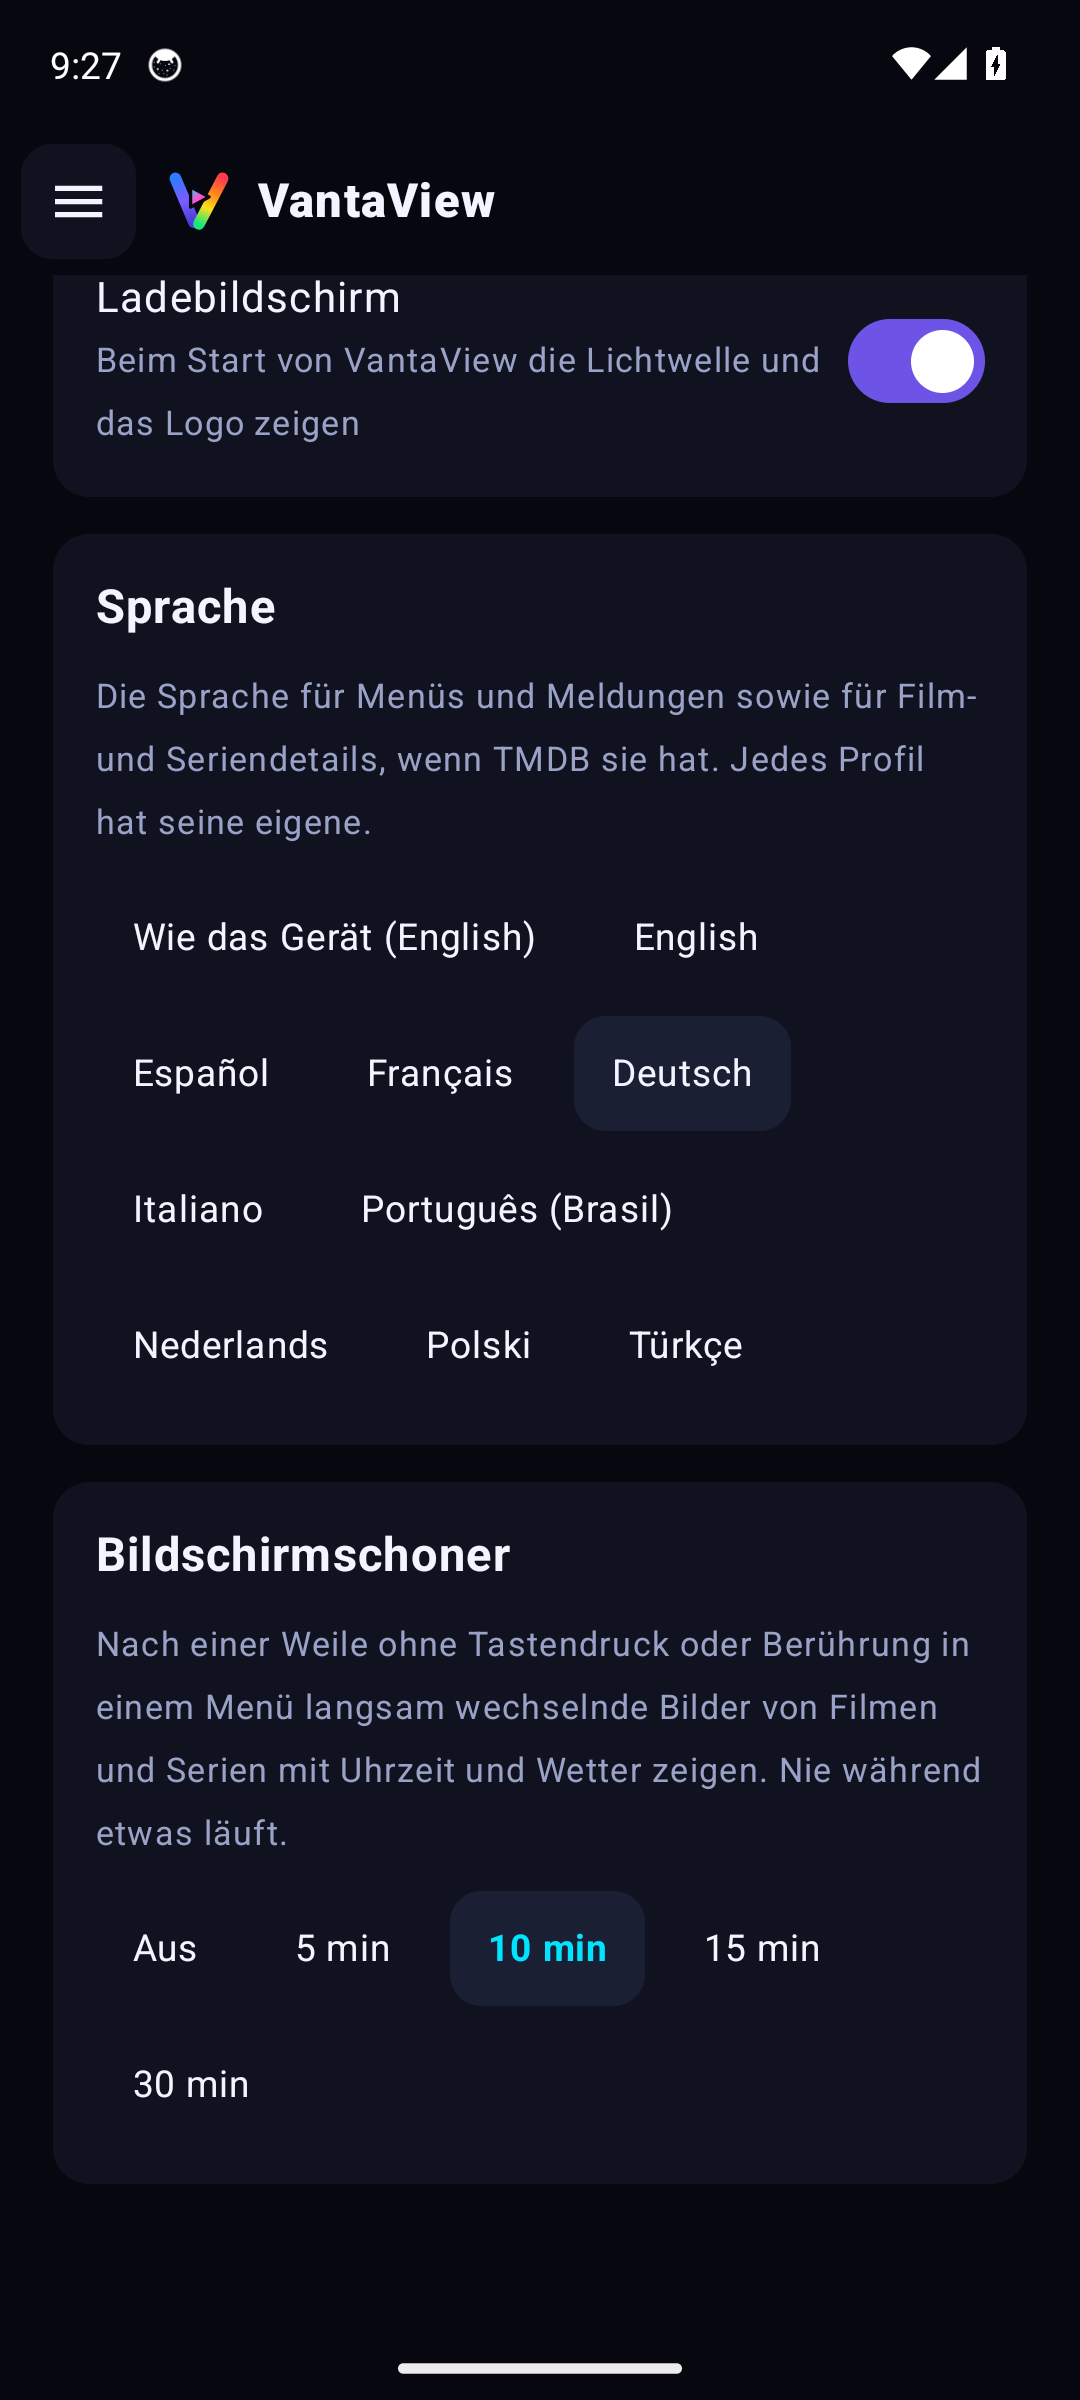 9:27
VantaView
Ladebildschirm
Beim Start von VantaView die Lichtwelle und
das Logo zeigen
Sprache
Die Sprache für Menüs und Meldungen sowie für Film-
und Seriendetails, wenn TMDB sie hat. Jedes Profil
hat seine eigene.
Wie das Gerät (English) English
Español Français Deutsch
Italiano Português (Brasil)
Nederlands Polski Türkçe
Bildschirmschoner
Nach einer Weile ohne Tastendruck oder Berührung in
einem Menü langsam wechselnde Bilder von Filmen
und Serien mit Uhrzeit und Wetter zeigen. Nie während
etwas läuft.
Aus 5 min 10 min 15 min
30 min